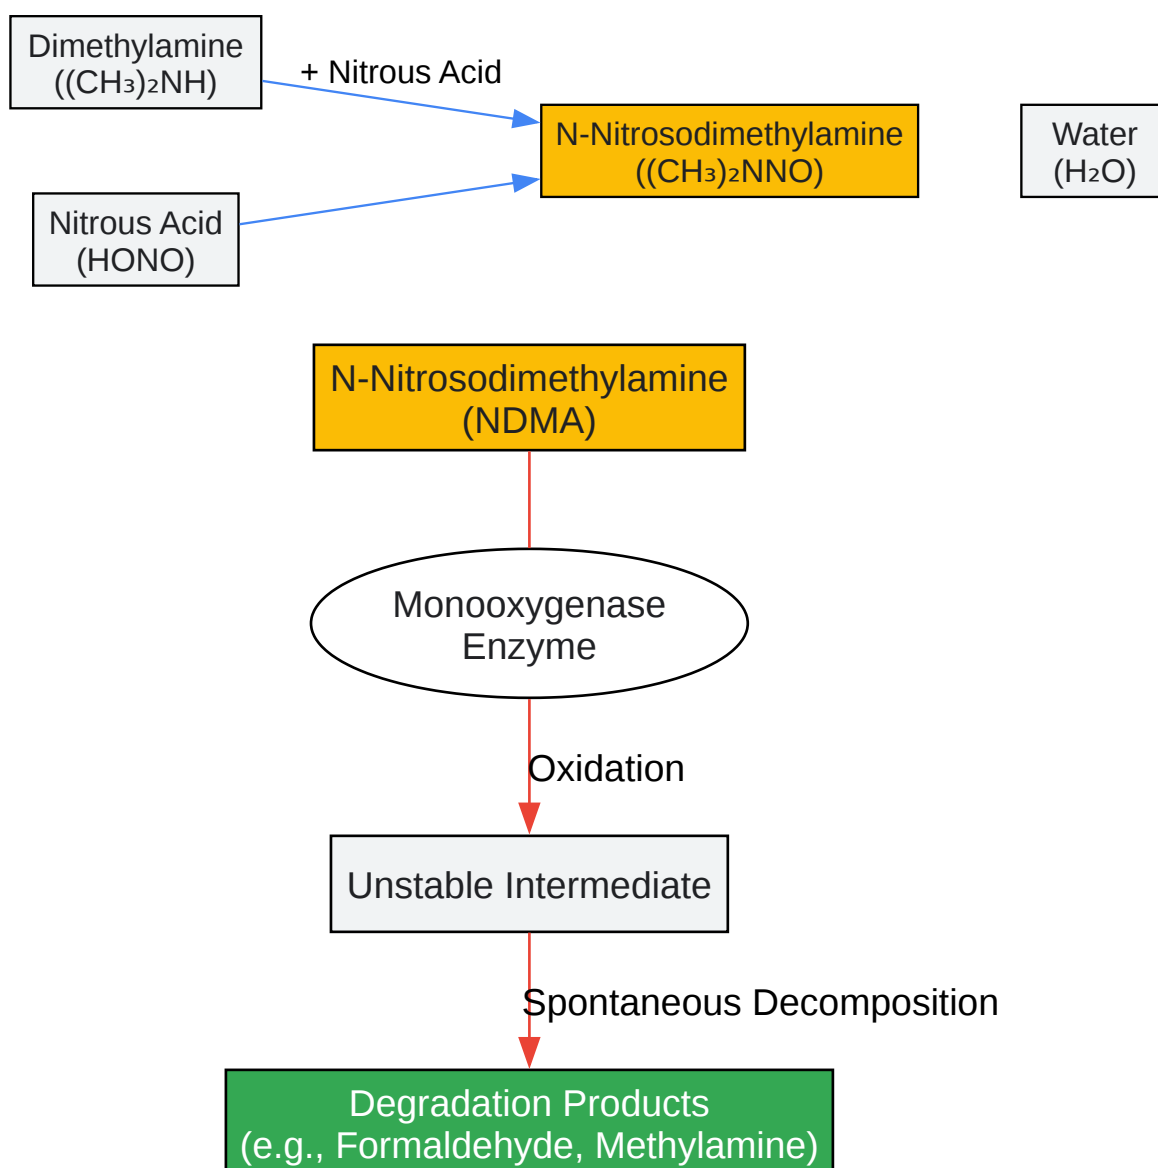 Dimethylamine
((CH₃)₂NH)
+ Nitrous Acid
N-Nitrosodimethylamine
((CH₃)₂NNO)
Water
(H₂O)
Nitrous Acid
(HONO)
N-Nitrosodimethylamine
(NDMA)
Monooxygenase
Enzyme
Oxidation
Unstable Intermediate
Spontaneous Decomposition
Degradation Products
(e.g., Formaldehyde, Methylamine)